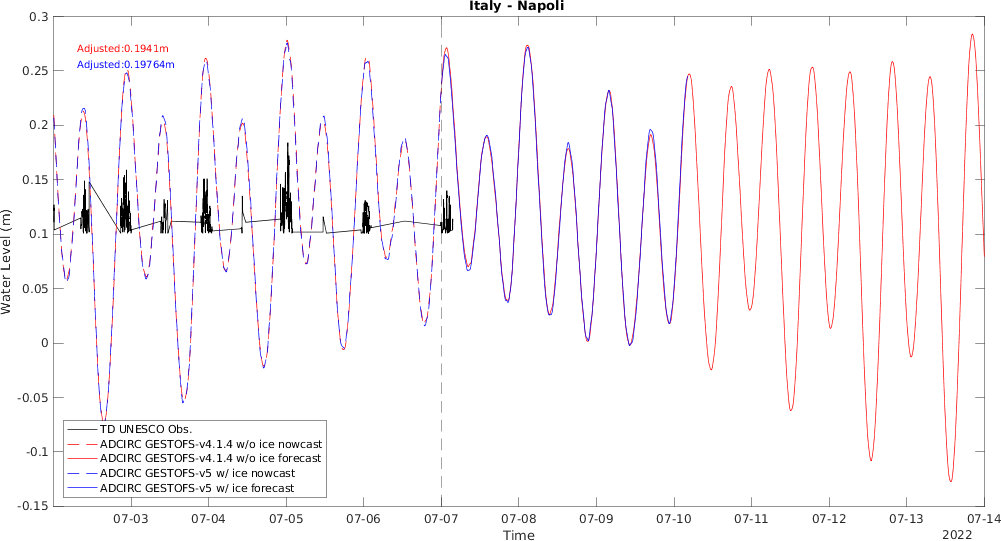 Italy - Napoli
Adjusted:0.1941m
Adjusted:0.19764m
Water Level (m)
0.3
0.25
0.2
0.15
0.1
0.05
0
-0.05
-0.1
-0.15
TD UNESCO Obs.
ADCIRC GESTOFS-v4.1.4 w/o ice nowcast
ADCIRC GESTOFS-v4.1.4 w/o ice forecast
ADCIRC GESTOFS-v5 w/ ice nowcast
ADCIRC GESTOFS-v5 w/ ice forecast
07-03 07-04 07-05 07-06 07-07 07-08 07-09 07-10 07-11 07-12 07-13 07-14
Time
2022